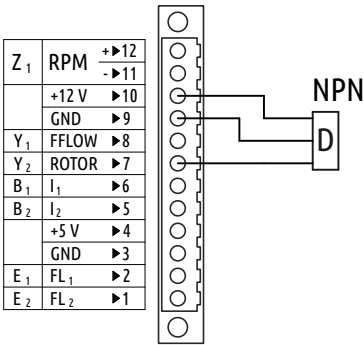 Z₁ RPM +▶12
-▶11
+12 V ▶10
GND ▶9
Y₁ FFLOW ▶8
Y₂ ROTOR ▶7
B₁ I₁ ▶6
B₂ I₂ ▶5
+5 V ▶4
GND ▶3
E₁ FL₁ ▶2
E₂ FL₂ ▶1
NPN
D